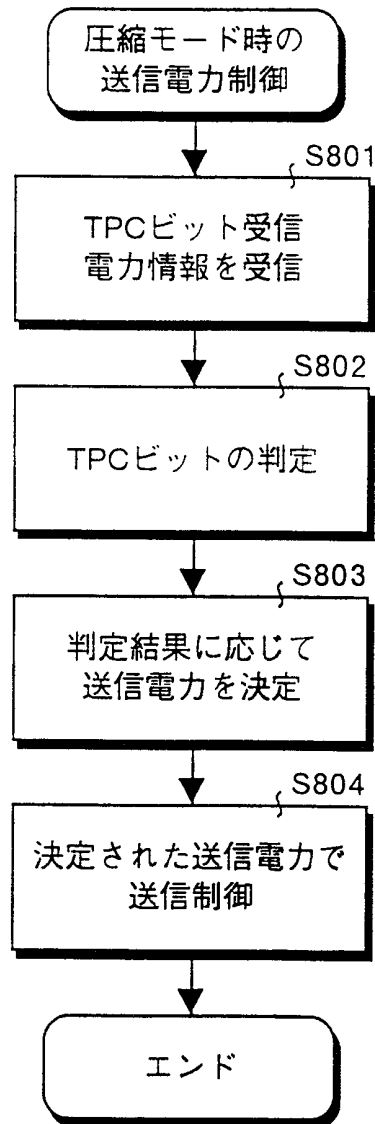 圧縮モード時の
送信電力制御
S801
TPCビット受信
電力情報を受信
S802
TPCビットの判定
S803
判定結果に応じて
送信電力を決定
S804
決定された送信電力で
送信制御
エンド